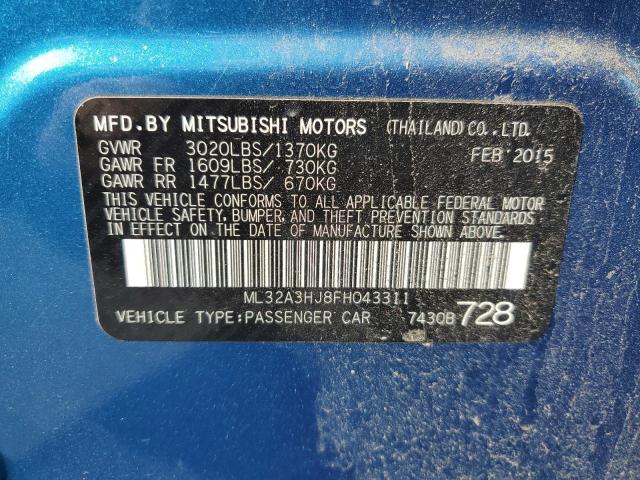 MFD.BY MITSUBISHI MOTORS (THAILAND)CO.,LTD.
GVWR 3020LBS/1370KG FEB 2015
GAWR FR 1609LBS/ 730KG
GAWR RR 1477LBS/ 670KG
THIS VEHICLE CONFORMS TO ALL APPLICABLE FEDERAL MOTOR
VEHICLE SAFETY, BUMPER, AND THEFT PREVENTION STANDARDS
IN EFFECT ON THE DATE OF MANUFACTURE SHOWN ABOVE.
ML32A3HJ8FH043311
VEHICLE TYPE:PASSENGER CAR 7430B 728